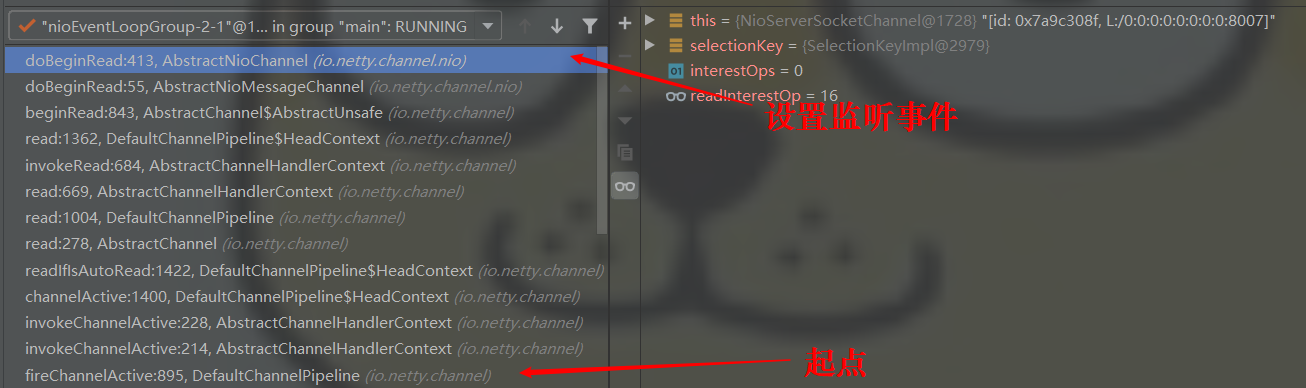 "nioEventLoopGroup-2-1"@1... in group "main": RUNNING
doBeginRead:413, AbstractNioChannel (io.netty.channel.nio)
doBeginRead:55, AbstractNioMessageChannel (io.netty.channel.nio)
beginRead:843, AbstractChannel$AbstractUnsafe (io.netty.channel)
read:1362, DefaultChannelPipeline$HeadContext (io.netty.channel)
invokeRead:684, AbstractChannelHandlerContext (io.netty.channel)
read:669, AbstractChannelHandlerContext (io.netty.channel)
read:1004, DefaultChannelPipeline (io.netty.channel)
read:278, AbstractChannel (io.netty.channel)
readIfIsAutoRead:1422, DefaultChannelPipeline$HeadContext (io.netty.channel)
channelActive:1400, DefaultChannelPipeline$HeadContext (io.netty.channel)
invokeChannelActive:228, AbstractChannelHandlerContext (io.netty.channel)
invokeChannelActive:214, AbstractChannelHandlerContext (io.netty.channel)
fireChannelActive:895, DefaultChannelPipeline (io.netty.channel)
this = {NioServerSocketChannel@1728} "[id: 0x7a9c308f, L:/0:0:0:0:0:0:0:0:8007]"
selectionKey = {SelectionKeyImpl@2979}
01 interestOps = 0
readInterestOp = 16
设置监听事件
起点